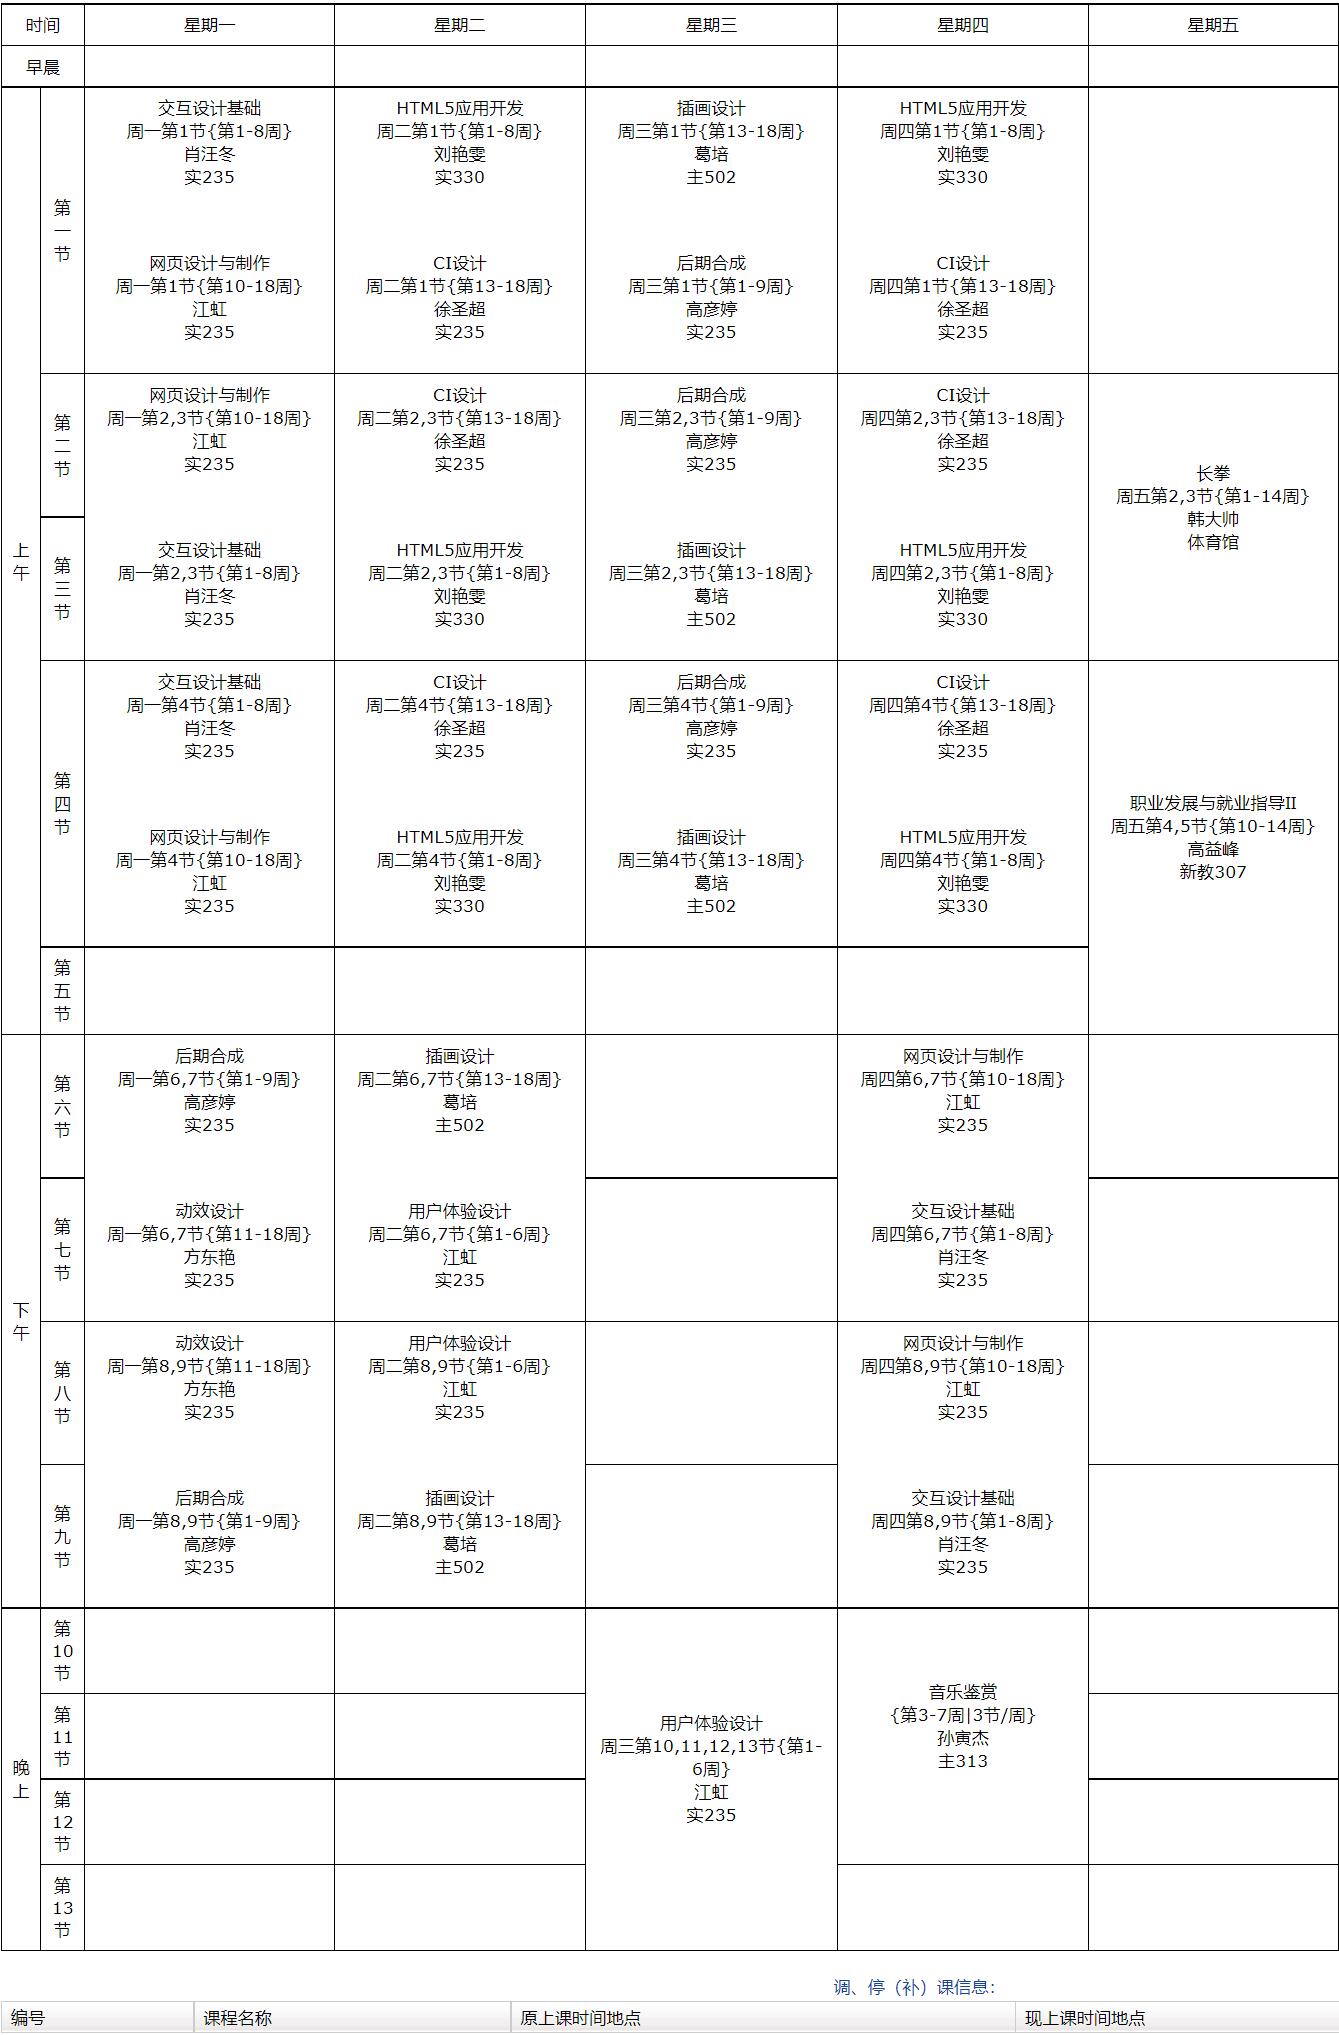 时间
星期一
星期二
星期三
星期四
星期五
早晨
上午
第一节
交互设计基础
周一第1节{第1-8周}
肖汪冬
实235
网页设计与制作
周一第1节{第10-18周}
江虹
实235
HTML5应用开发
周二第1节{第1-8周}
刘艳雯
实330
CI设计
周二第1节{第13-18周}
徐圣超
实235
插画设计
周三第1节{第13-18周}
葛培
主502
后期合成
周三第1节{第1-9周}
高彦婷
实235
HTML5应用开发
周四第1节{第1-8周}
刘艳雯
实330
CI设计
周四第1节{第13-18周}
徐圣超
实235
第二节
第三节
网页设计与制作
周一第2,3节{第10-18周}
江虹
实235
交互设计基础
周一第2,3节{第1-8周}
肖汪冬
实235
CI设计
周二第2,3节{第13-18周}
徐圣超
实235
HTML5应用开发
周二第2,3节{第1-8周}
刘艳雯
实330
后期合成
周三第2,3节{第1-9周}
高彦婷
实235
插画设计
周三第2,3节{第13-18周}
葛培
主502
CI设计
周四第2,3节{第13-18周}
徐圣超
实235
HTML5应用开发
周四第2,3节{第1-8周}
刘艳雯
实330
长拳
周五第2,3节{第1-14周}
韩大帅
体育馆
第四节
交互设计基础
周一第4节{第1-8周}
肖汪冬
实235
网页设计与制作
周一第4节{第10-18周}
江虹
实235
CI设计
周二第4节{第13-18周}
徐圣超
实235
HTML5应用开发
周二第4节{第1-8周}
刘艳雯
实330
后期合成
周三第4节{第1-9周}
高彦婷
实235
插画设计
周三第4节{第13-18周}
葛培
主502
CI设计
周四第4节{第13-18周}
徐圣超
实235
HTML5应用开发
周四第4节{第1-8周}
刘艳雯
实330
职业发展与就业指导II
周五第4,5节{第10-14周}
高益峰
新教307
第五节
下午
第六节
第七节
后期合成
周一第6,7节{第1-9周}
高彦婷
实235
动效设计
周一第6,7节{第11-18周}
方东艳
实235
插画设计
周二第6,7节{第13-18周}
葛培
主502
用户体验设计
周二第6,7节{第1-6周}
江虹
实235
网页设计与制作
周四第6,7节{第10-18周}
江虹
实235
交互设计基础
周四第6,7节{第1-8周}
肖汪冬
实235
第八节
第九节
动效设计
周一第8,9节{第11-18周}
方东艳
实235
后期合成
周一第8,9节{第1-9周}
高彦婷
实235
用户体验设计
周二第8,9节{第1-6周}
江虹
实235
插画设计
周二第8,9节{第13-18周}
葛培
主502
网页设计与制作
周四第8,9节{第10-18周}
江虹
实235
交互设计基础
周四第8,9节{第1-8周}
肖汪冬
实235
晚上
第10节
第11节
第12节
第13节
用户体验设计
周三第10,11,12,13节{第1-
6周}
江虹
实235
音乐鉴赏
{第3-7周|3节/周}
孙寅杰
主313
调、停（补）课信息：
编号
课程名称
原上课时间地点
现上课时间地点